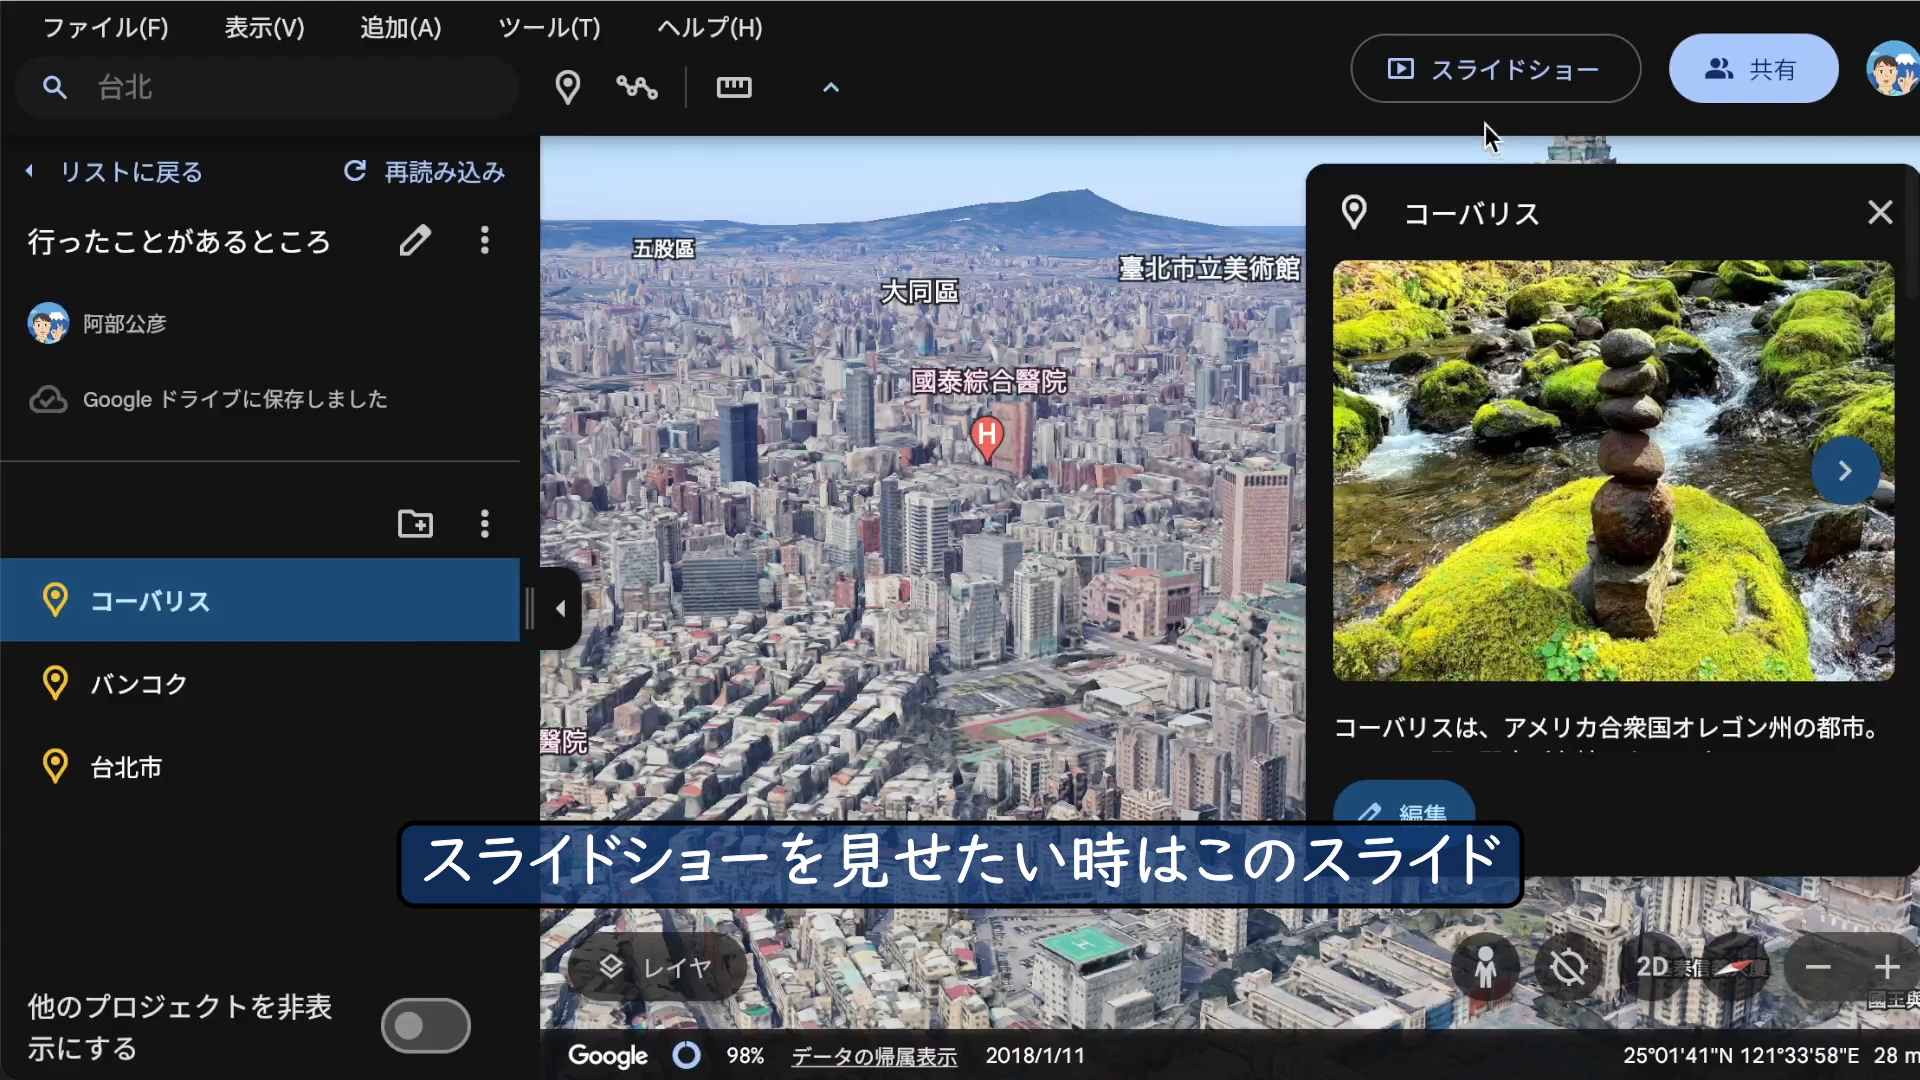 ファイル(F) 表示(V) 追加(A) ツール(T) ヘルプ(H)
台北
スライドショー
共有
リストに戻る
再読み込み
行ったことがあるところ
阿部公彦
Google ドライブに保存しました
コーバリス
バンコク
台北市
他のプロジェクトを非表
示にする
五股區
大同區
臺北市立美術館
國泰綜合醫院
H
醫院
コーバリス
コーバリスは、アメリカ合衆国オレゴン州の都市。
編集
スライドショーを見せたい時はこのスライド
レイヤ
H
2D
Google 98% データの帰属表示 2018/1/11
25°01'41"N 121°33'58"E 28 m